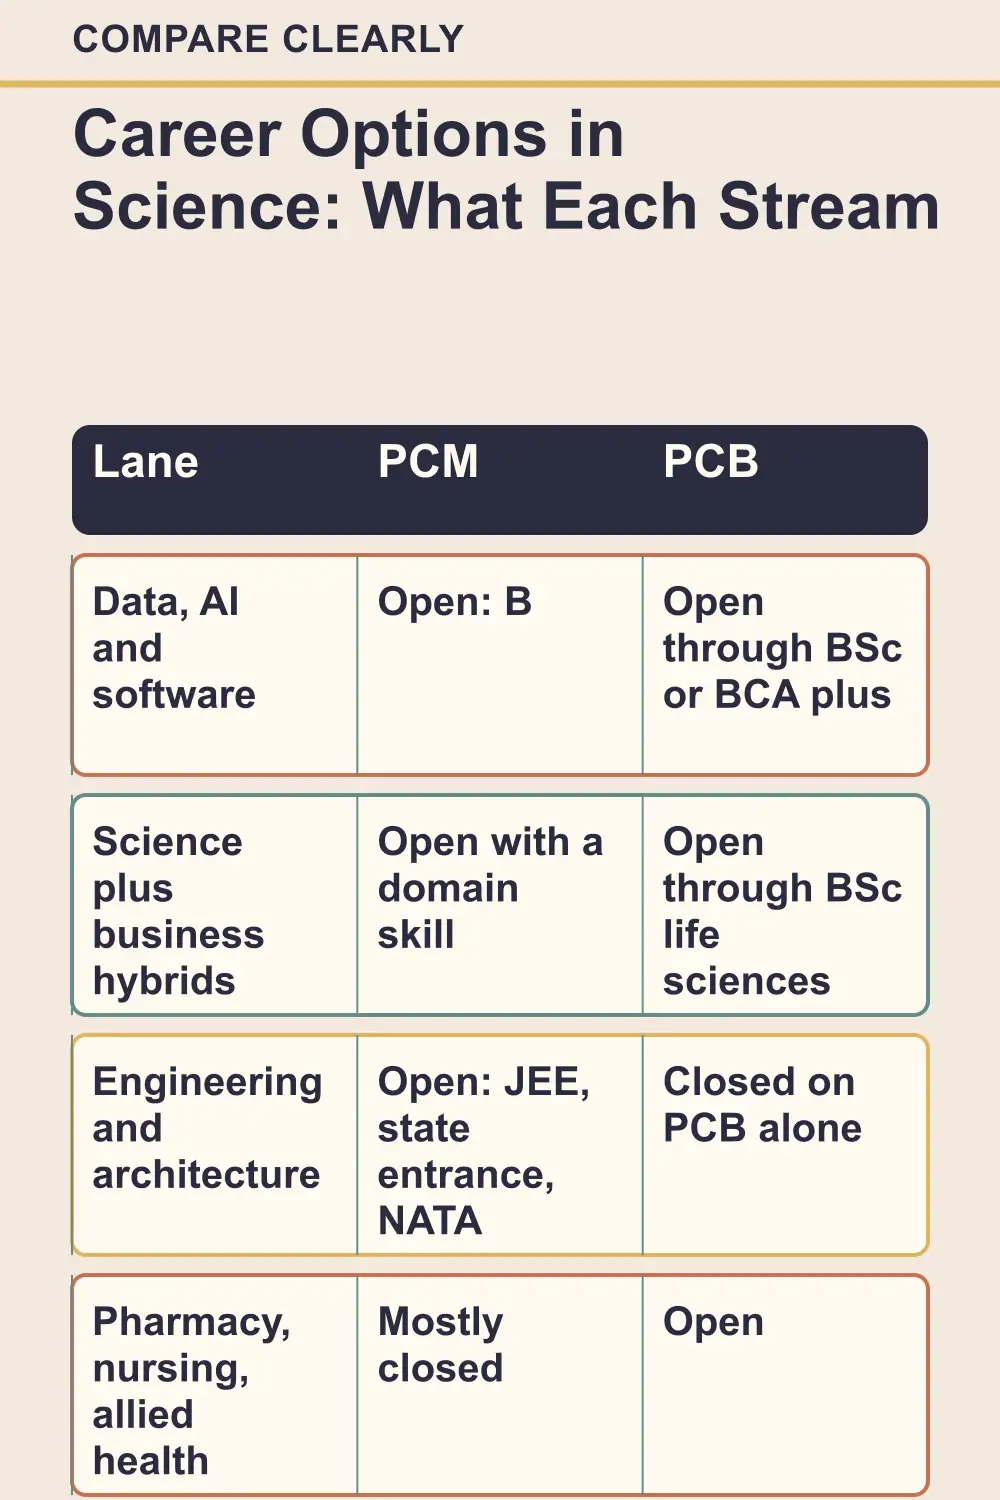 COMPARE CLEARLY
Career Options in
Science: What Each Stream
Lane PCM PCB
Data, AI
and
software
Open: B
Open
through BSc
or BCA plus
Science
plus
business
hybrids
Open with a
domain
skill
Open
through BSc
life
sciences
Engineering
and
architecture
Open: JEE,
state
entrance,
NATA
Closed on
PCB alone
Pharmacy,
nursing,
allied
health
Mostly
closed
Open